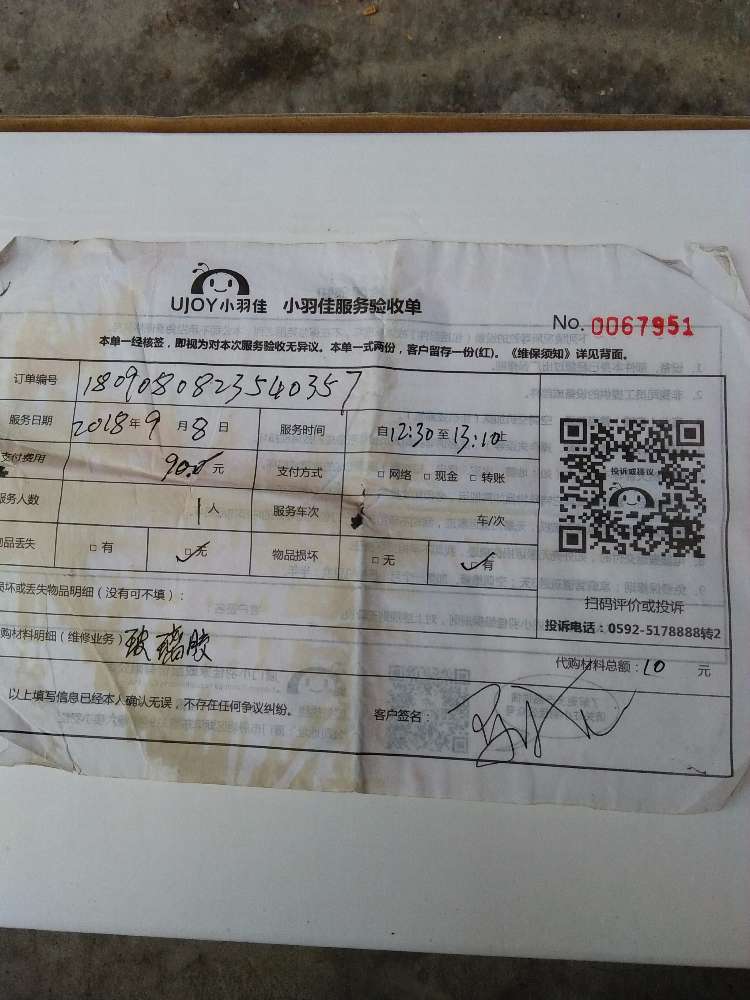 UJOY小羽佳 小羽佳服务验收单
No. 0067951
本单一经核签，即视为对本次服务验收无异议。本单一式两份，客户留存一份(红)。《维保须知》详见背面。
订单编号 1809080823540357
服务日期 2018年9月8日 服务时间 自12:30至13:10止
支付费用 90.0元 支付方式 □网络 □现金 □转账
服务人数 1人 服务车次 车/次
物品丢失 □有 □无 物品损坏 □无 □有
投诉或建议
扫码评价或投诉
投诉电话：0592-5178888转2
损坏或丢失物品明细（没有可不填）：
代购材料明细（维修业务） 玻璃胶
代购材料总额：10 元
以上填写信息已经本人确认无误，不存在任何争议纠纷。 客户签名：